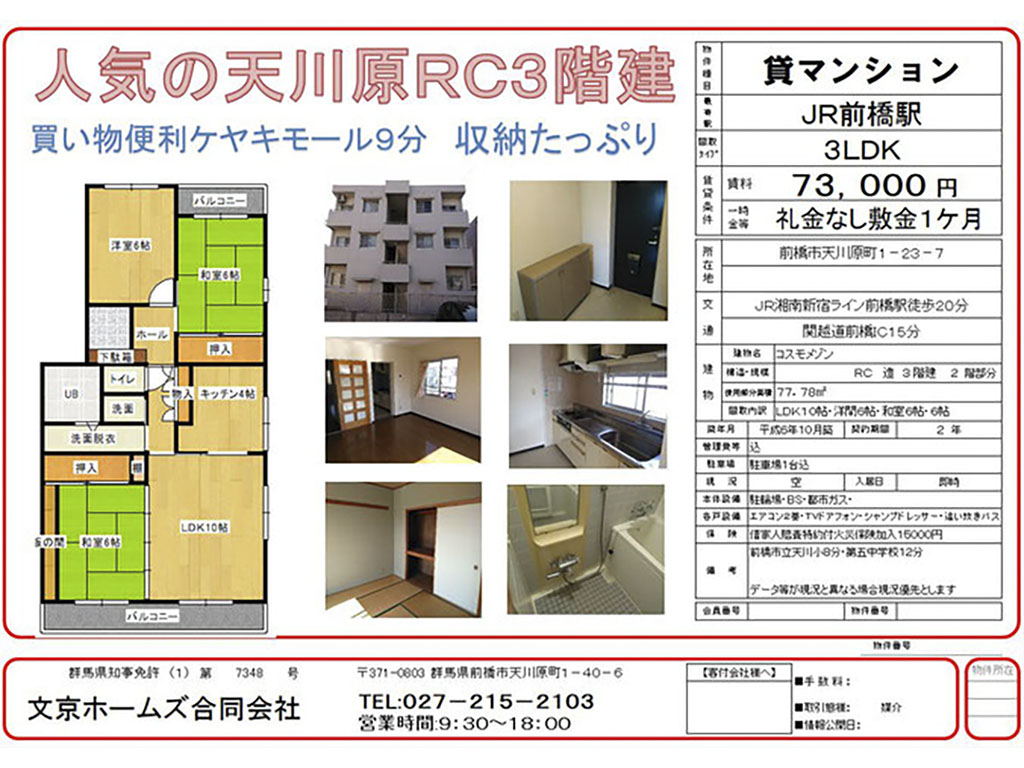 人気の天川原RC3階建
買い物便利ケヤキモール9分　収納たっぷり
バルコニー
洋室6帖
和室6帖
ホール
押入
下駄箱
トイレ
UB
物入
キッチン4帖
洗面
洗面脱衣
押入
棚
LDK10帖
の間
和室6帖
バルコニー
物件種目 貸マンション
最寄駅 JR前橋駅
間取タイプ 3LDK
賃貸条件
賃料 73,000円
一時金等 礼金なし敷金1ケ月
所在地 前橋市天川原町1-23-7
交通
JR湘南新宿ライン前橋駅徒歩20分
関越道前橋IC15分
建物
建物名 コスモメゾン
構造・規模 RC 造 3階建 2階部分
使用部分面積 77.78㎡
間取内訳 LDK10帖・洋間6帖・和室6帖・6帖
築年月 平成6年10月築 契約期間 2 年
管理費等 込
駐車場 駐車場1台込
現況 空 入居日 即時
本体設備 駐輪場・BS・都市ガス・
各戸設備 エアコン2基・TVドアフォン・シャンプドレッサー・追い炊きバス
保険 借家人賠責特約付火災保険加入15000円
備考 前橋市立天川小8分・第五中学校12分
データ等が現況と異なる場合現況優先とします
会員番号 物件番号
物件番号
群馬県知事免許（1）第 7348 号
文京ホームズ合同会社
〒371-0803 群馬県前橋市天川原町1-40-6
TEL:027-215-2103
営業時間:9:30〜18:00
【客付会社様へ】
■手数料：
■取引態様： 媒介
■情報公開日：
物件所在